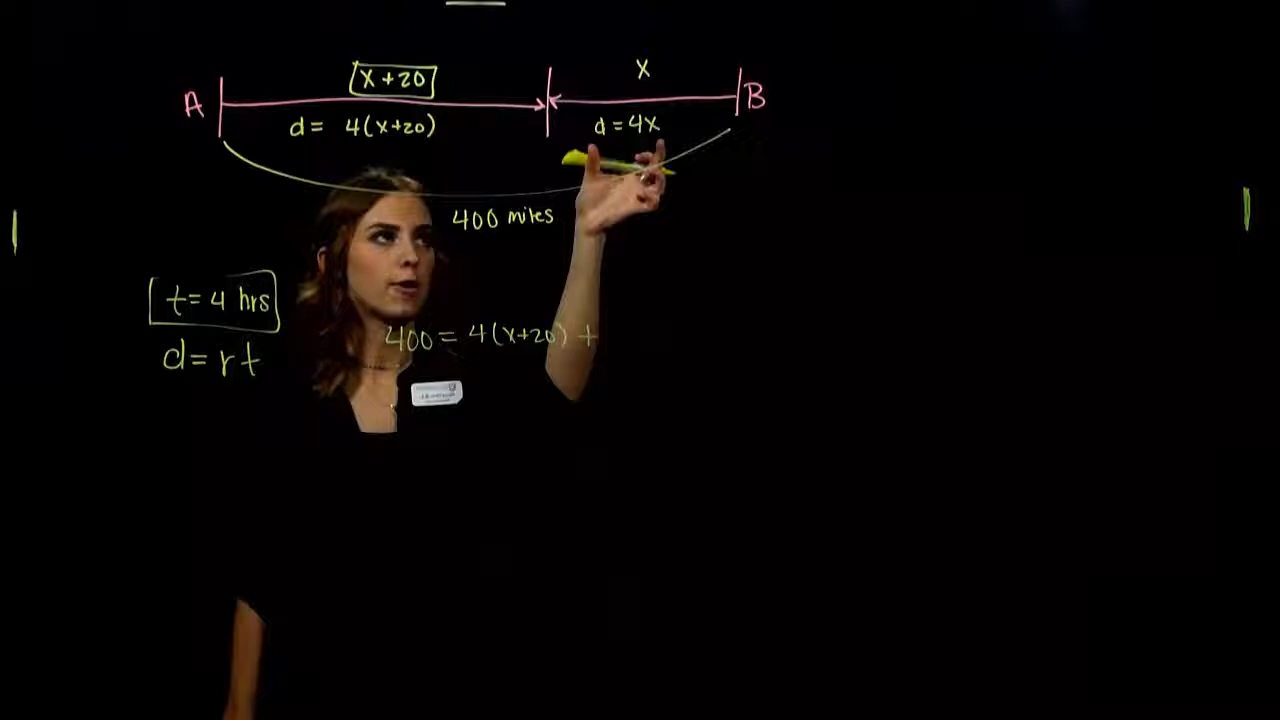 x+20
x
A
B
d= 4(x+20)
d=4x
400 miles
t=4 hrs
400 = 4(x+20) +
d=rt